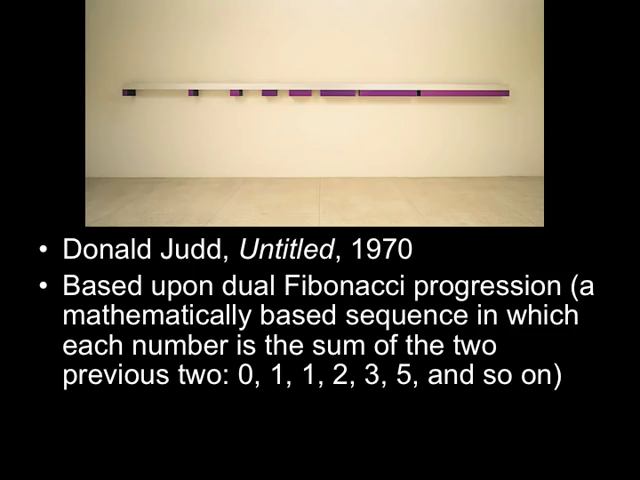 • Donald Judd, Untitled, 1970
• Based upon dual Fibonacci progression (a
mathematically based sequence in which
each number is the sum of the two
previous two: 0, 1, 1, 2, 3, 5, and so on)